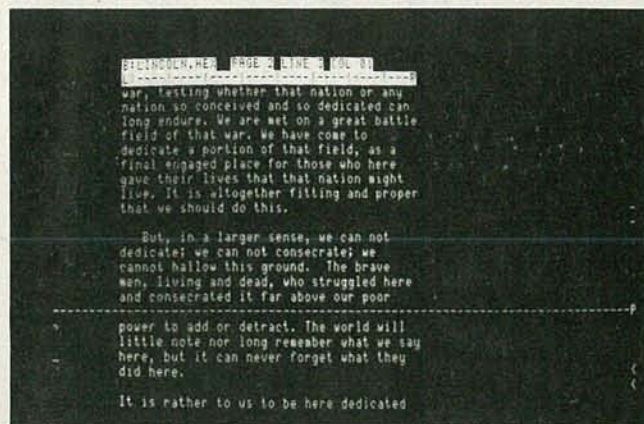 B:LINCOLN.HEX PAGE 2 LINE 3 COL 01
L!----!----!----!----!----!----!----!----R
war, testing whether that nation or any
nation so conceived and so dedicated can
long endure. We are met on a great battle
field of that war. We have come to
dedicate a portion of that field, as a
final engaged place for those who here
gave their lives that that nation might
live. It is altogether fitting and proper
that we should do this.
But, in a larger sense, we can not
dedicate; we can not consecrate; we
cannot hallow this ground. The brave
men, living and dead, who struggled here
and consecrated it far above our poor
P
power to add or detract. The world will
little note nor long remember what we say
here, but it can never forget what they
did here.
It is rather to us to be here dedicated